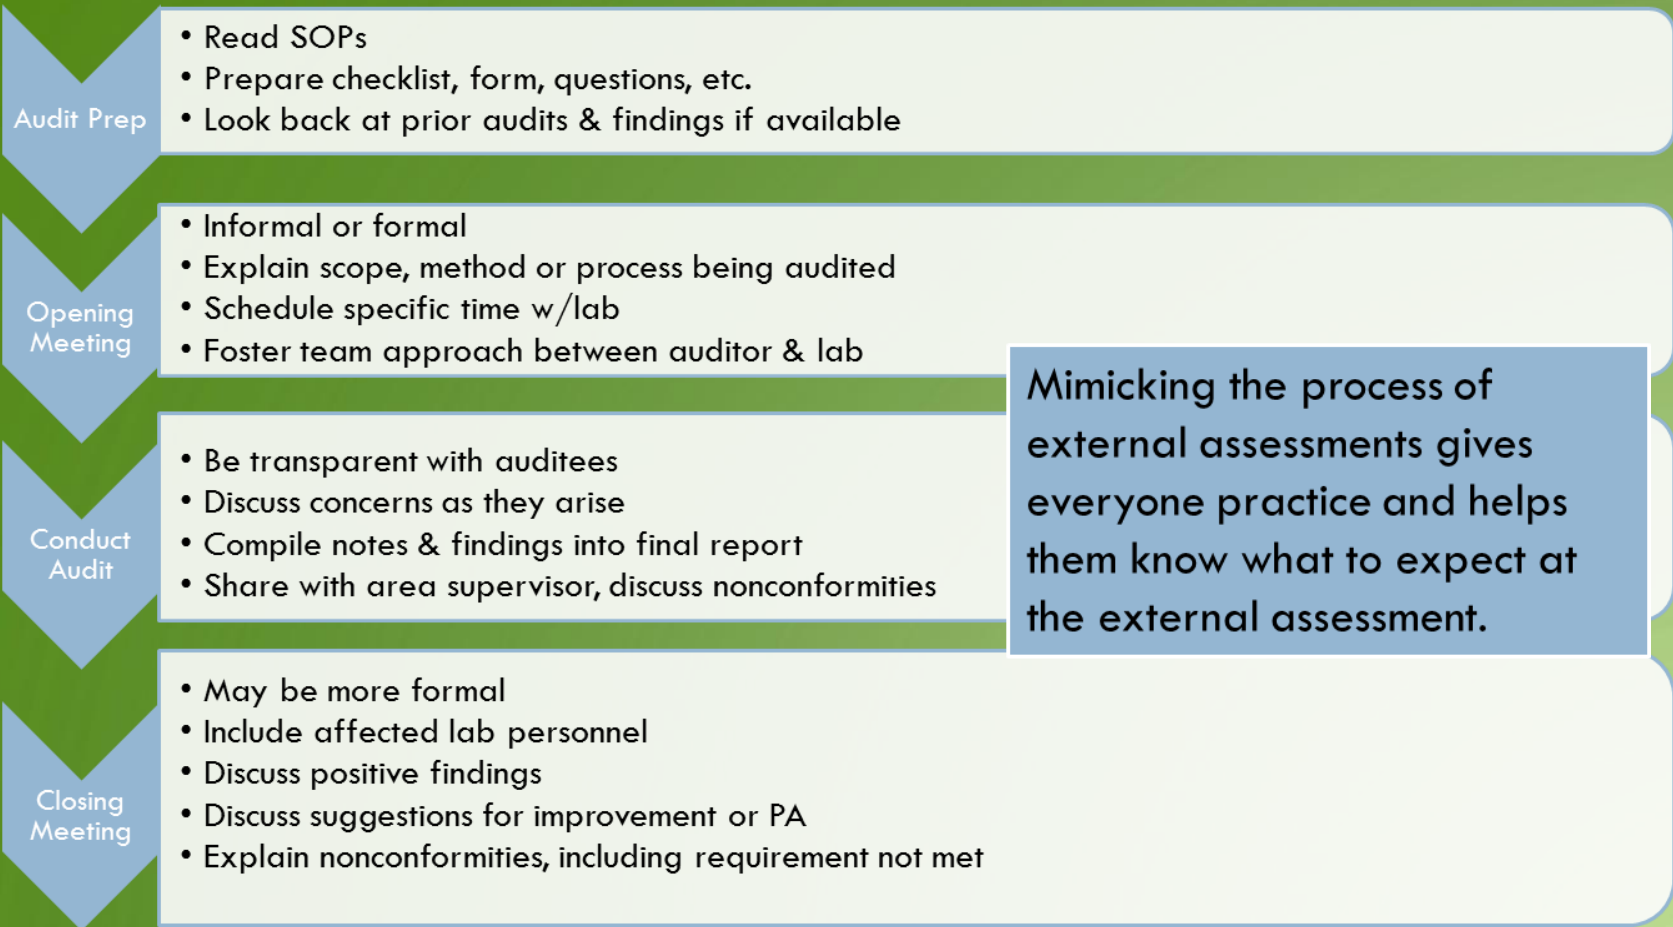 Audit Prep
• Read SOPs
• Prepare checklist, form, questions, etc.
• Look back at prior audits & findings if available
Opening
Meeting
• Informal or formal
• Explain scope, method or process being audited
• Schedule specific time w/lab
• Foster team approach between auditor & lab
Conduct
Audit
• Be transparent with auditees
• Discuss concerns as they arise
• Compile notes & findings into final report
• Share with area supervisor, discuss nonconformities
Mimicking the process of
external assessments gives
everyone practice and helps
them know what to expect at
the external assessment.
Closing
Meeting
• May be more formal
• Include affected lab personnel
• Discuss positive findings
• Discuss suggestions for improvement or PA
• Explain nonconformities, including requirement not met